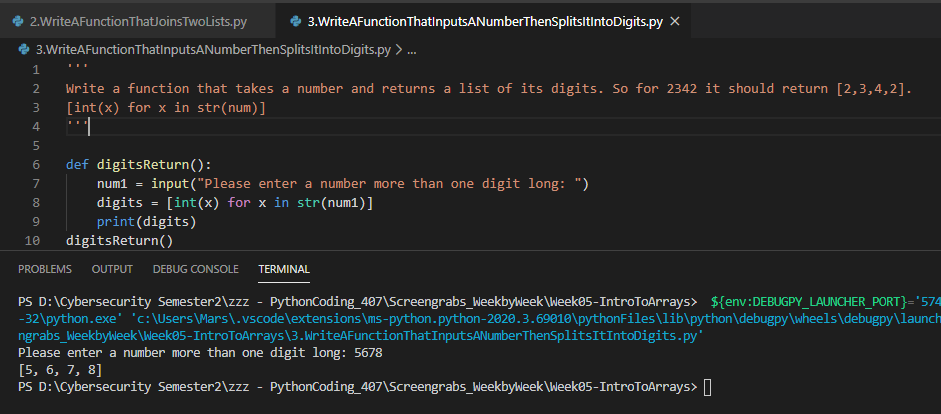 2.WriteAFunctionThatJoinsTwoLists.py 3.WriteAFunctionThatInputsANumberThenSplitsItIntoDigits.py ×
3.WriteAFunctionThatInputsANumberThenSplitsItIntoDigits.py > ...
1 '''
2 Write a function that takes a number and returns a list of its digits. So for 2342 it should return [2,3,4,2].
3 [int(x) for x in str(num)]
4 '''
5
6 def digitsReturn():
7 num1 = input("Please enter a number more than one digit long: ")
8 digits = [int(x) for x in str(num1)]
9 print(digits)
10 digitsReturn()
PROBLEMS OUTPUT DEBUG CONSOLE TERMINAL
PS D:\Cybersecurity Semester2\zzz - PythonCoding_407\Screengrabs_WeekbyWeek\Week05-IntroToArrays> ${env:DEBUGPY_LAUNCHER_PORT}='574
-32\python.exe' 'c:\Users\Mars\.vscode\extensions\ms-python.python-2020.3.69010\pythonFiles\lib\python\debugpy\wheels\debugpy\launch
ngrabs_WeekbyWeek\Week05-IntroToArrays\3.WriteAFunctionThatInputsANumberThenSplitsItIntoDigits.py'
Please enter a number more than one digit long: 5678
[5, 6, 7, 8]
PS D:\Cybersecurity Semester2\zzz - PythonCoding_407\Screengrabs_WeekbyWeek\Week05-IntroToArrays>